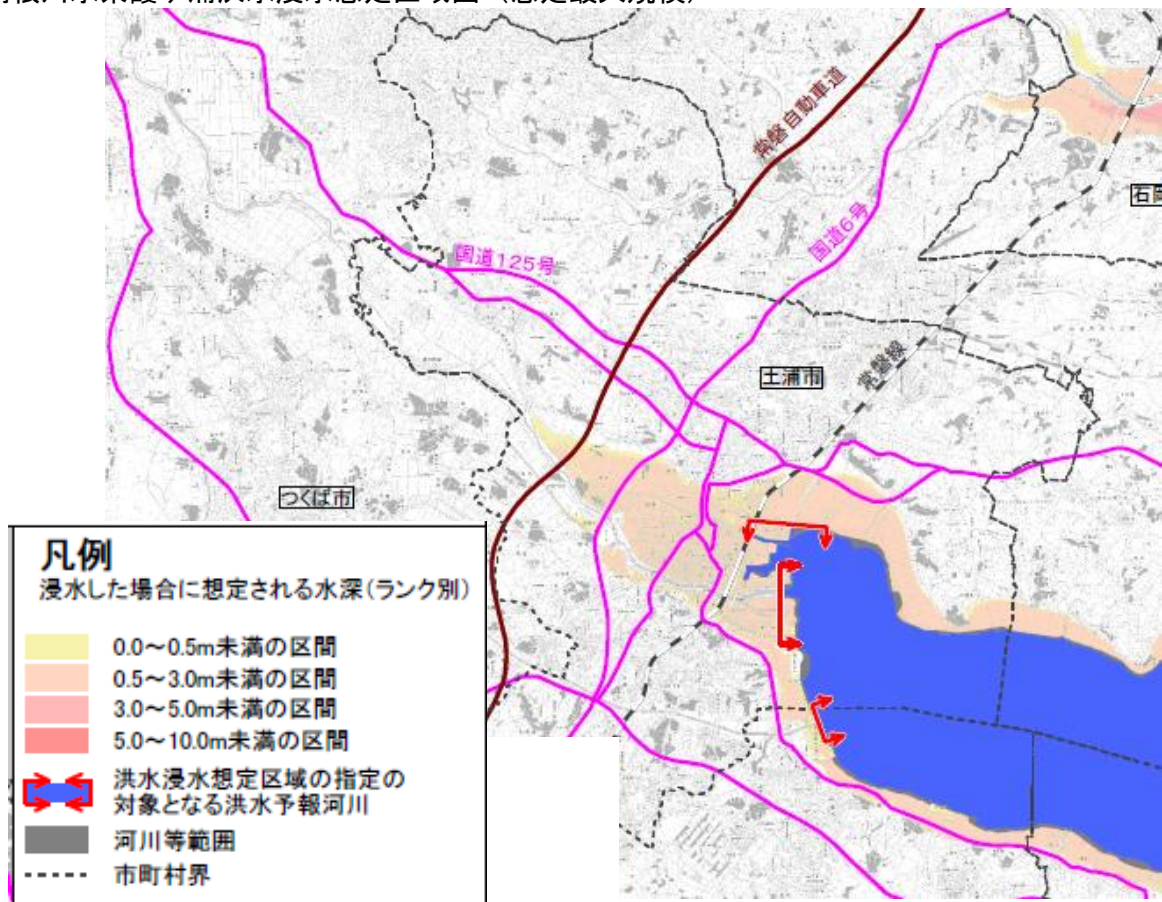 常磐自動車道
国道6号
石岡
国道125号
土浦市
常磐線
つくば市
凡例
浸水した場合に想定される水深(ランク別)
0.0～0.5m未満の区間
0.5～3.0m未満の区間
3.0～5.0m未満の区間
5.0～10.0m未満の区間
洪水浸水想定区域の指定の
対象となる洪水予報河川
河川等範囲
市町村界